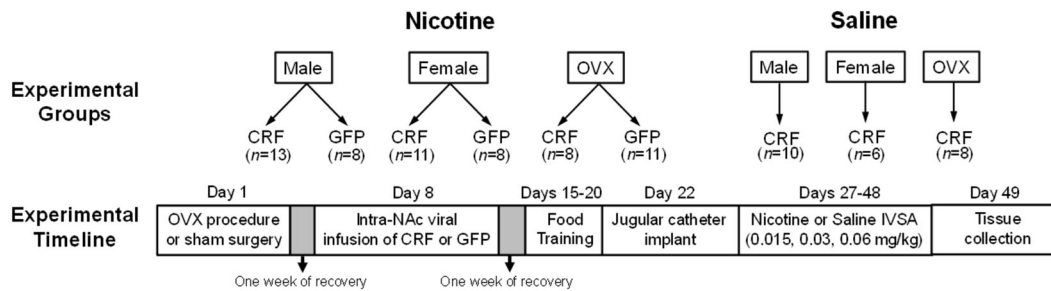 Nicotine
Saline
Experimental
Groups
Male
Female
OVX
Male
Female
OVX
CRF
(n=13)
GFP
(n=8)
CRF
(n=11)
GFP
(n=8)
CRF
(n=8)
GFP
(n=11)
CRF
(n=10)
CRF
(n=6)
CRF
(n=8)
Experimental
Timeline
Day 1
Day 8
Days 15-20
Day 22
Days 27-48
Day 49
OVX procedure
or sham surgery
Intra-NAc viral
infusion of CRF or GFP
Food
Training
Jugular catheter
implant
Nicotine or Saline IVSA
(0.015, 0.03, 0.06 mg/kg)
Tissue
collection
One week of recovery
One week of recovery